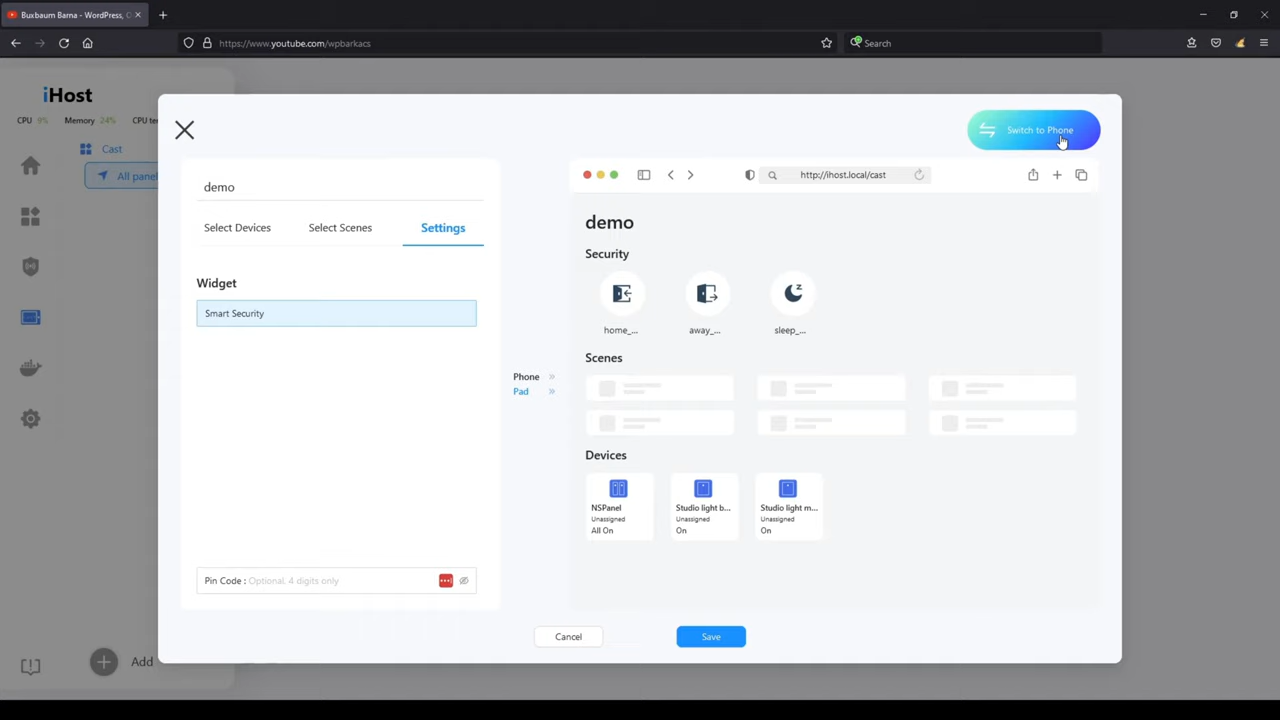 Buxbaum Barna - WordPress, C
https://www.youtube.com/wpbarkacs
Search
iHost
CPU 9% Memory 24% CPU ten
Cast
All panel
Add
Switch to Phone
demo
Select Devices Select Scenes Settings
Widget
Smart Security
Pin Code : Optional. 4 digits only
Phone »
Pad »
http://ihost.local/cast
demo
Security
home_... away_... sleep_...
Scenes
Devices
NSPanel Studio light b... Studio light m...
Unassigned Unassigned Unassigned
All On On On
Cancel Save